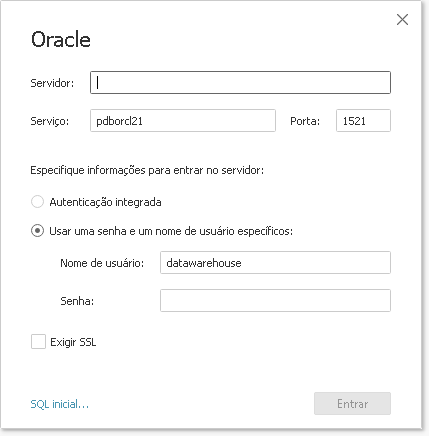 Oracle
Servidor:
Serviço: pdborcl21 Porta: 1521
Especifique informações para entrar no servidor:
Autenticação integrada
Usar uma senha e um nome de usuário específicos:
Nome de usuário: datawarehouse
Senha:
Exigir SSL
SQL inicial... Entrar